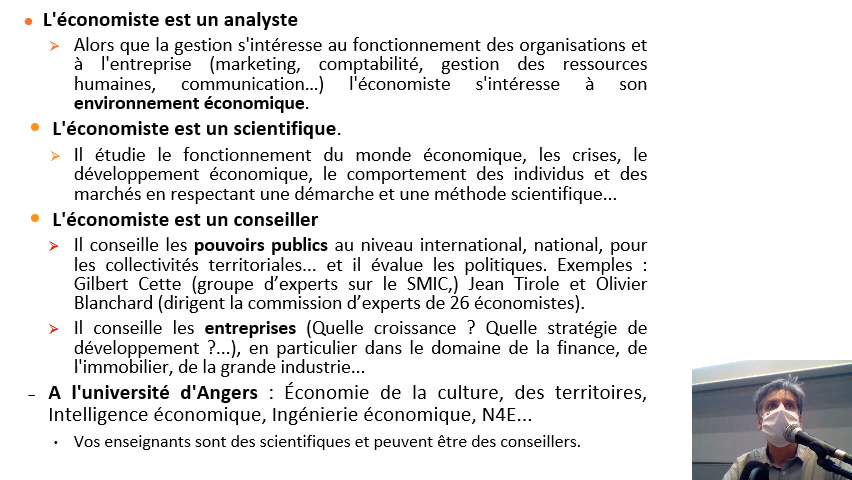 • L'économiste est un analyste
➢ Alors que la gestion s'intéresse au fonctionnement des organisations et
à l'entreprise (marketing, comptabilité, gestion des ressources
humaines, communication...) l'économiste s'intéresse à son
environnement économique.
• L'économiste est un scientifique.
➢ Il étudie le fonctionnement du monde économique, les crises, le
développement économique, le comportement des individus et des
marchés en respectant une démarche et une méthode scientifique...
• L'économiste est un conseiller
➢ Il conseille les pouvoirs publics au niveau international, national, pour
les collectivités territoriales... et il évalue les politiques. Exemples :
Gilbert Cette (groupe d’experts sur le SMIC,) Jean Tirole et Olivier
Blanchard (dirigent la commission d’experts de 26 économistes).
➢ Il conseille les entreprises (Quelle croissance ? Quelle stratégie de
développement ?...), en particulier dans le domaine de la finance, de
l'immobilier, de la grande industrie...
– A l'université d'Angers : Économie de la culture, des territoires,
Intelligence économique, Ingénierie économique, N4E...
• Vos enseignants sont des scientifiques et peuvent être des conseillers.